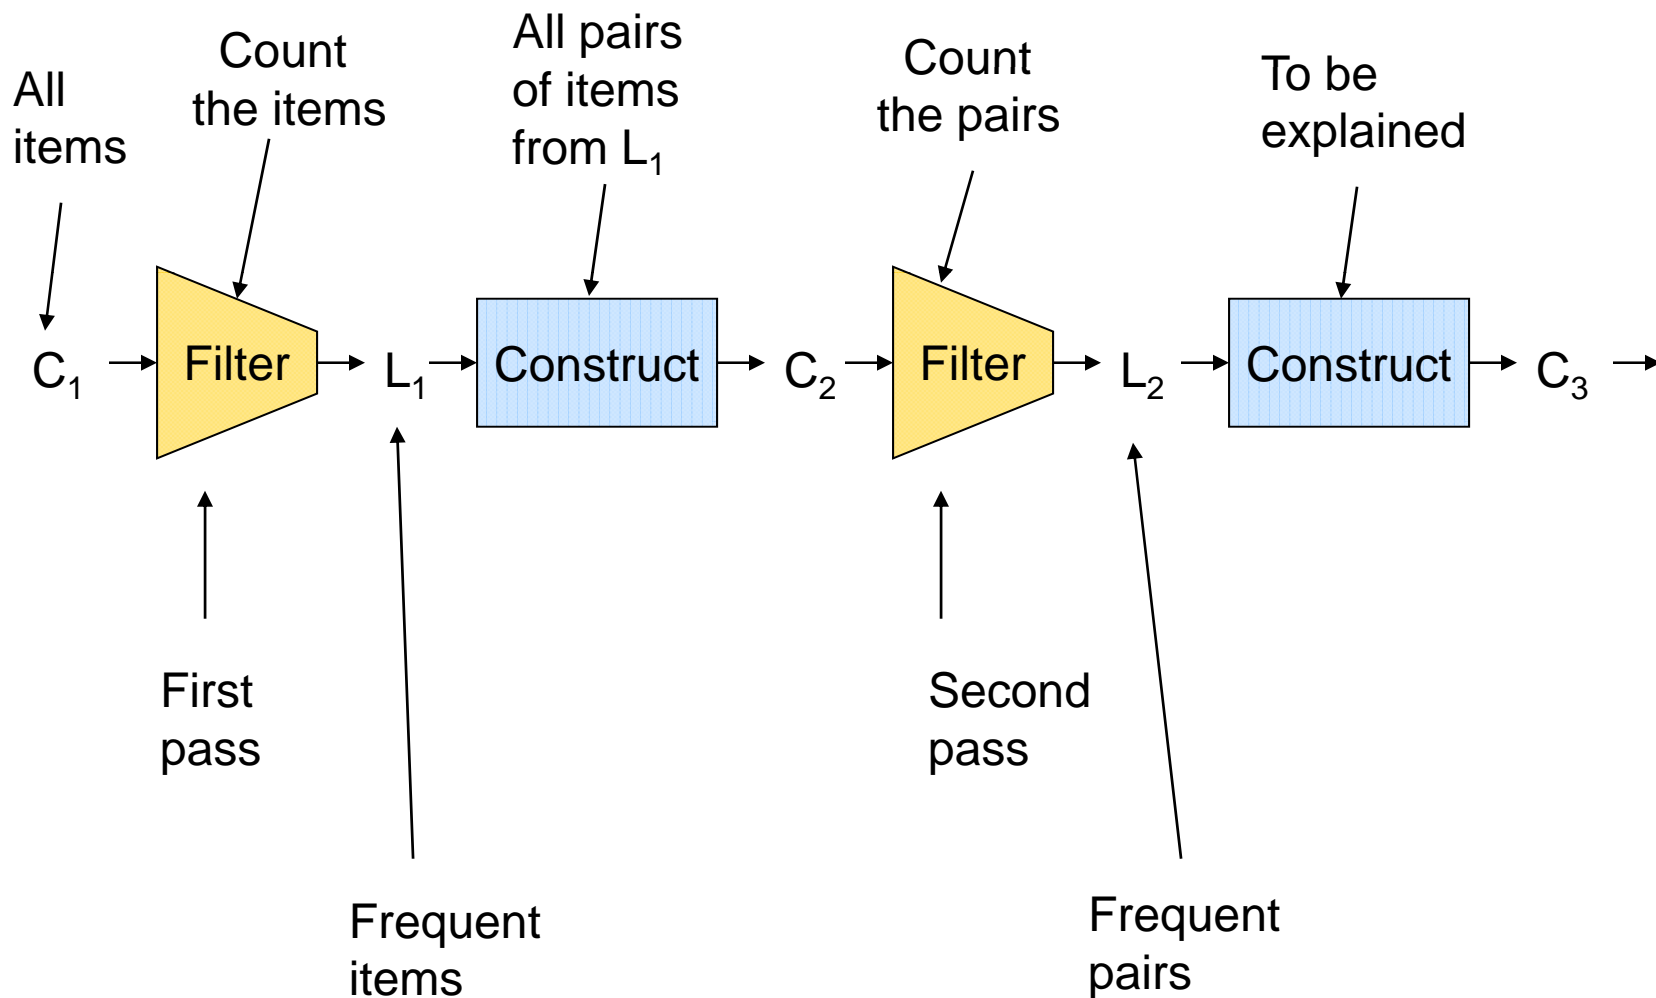 All
items
Count
the items
All pairs
of items
from L₁
Count
the pairs
To be
explained
C₁
Filter
L₁
Construct
C₂
Filter
L₂
Construct
C₃
First
pass
Second
pass
Frequent
items
Frequent
pairs